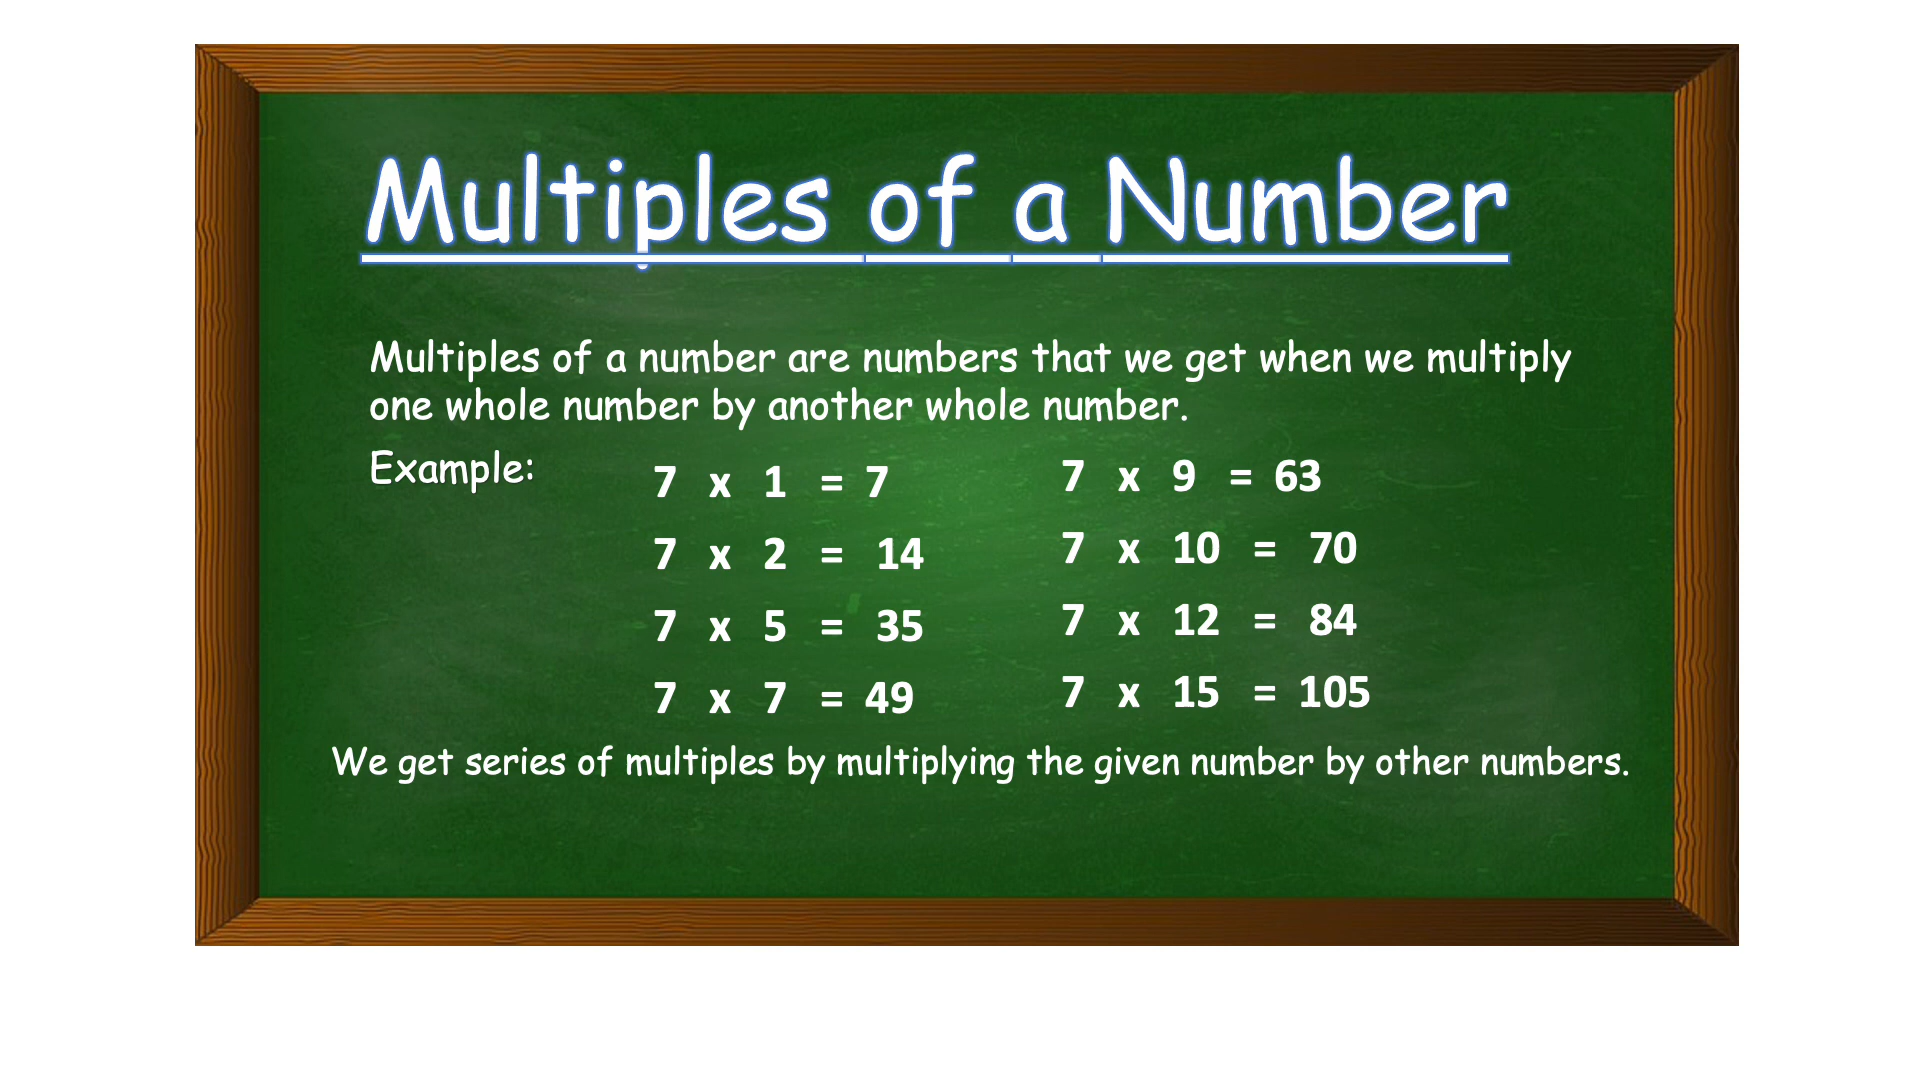 Multiples of a Number
Multiples of a number are numbers that we get when we multiply
one whole number by another whole number.
Example:
7 x 1 = 7
7 x 2 = 14
7 x 5 = 35
7 x 7 = 49
7 x 9 = 63
7 x 10 = 70
7 x 12 = 84
7 x 15 = 105
We get series of multiples by multiplying the given number by other numbers.